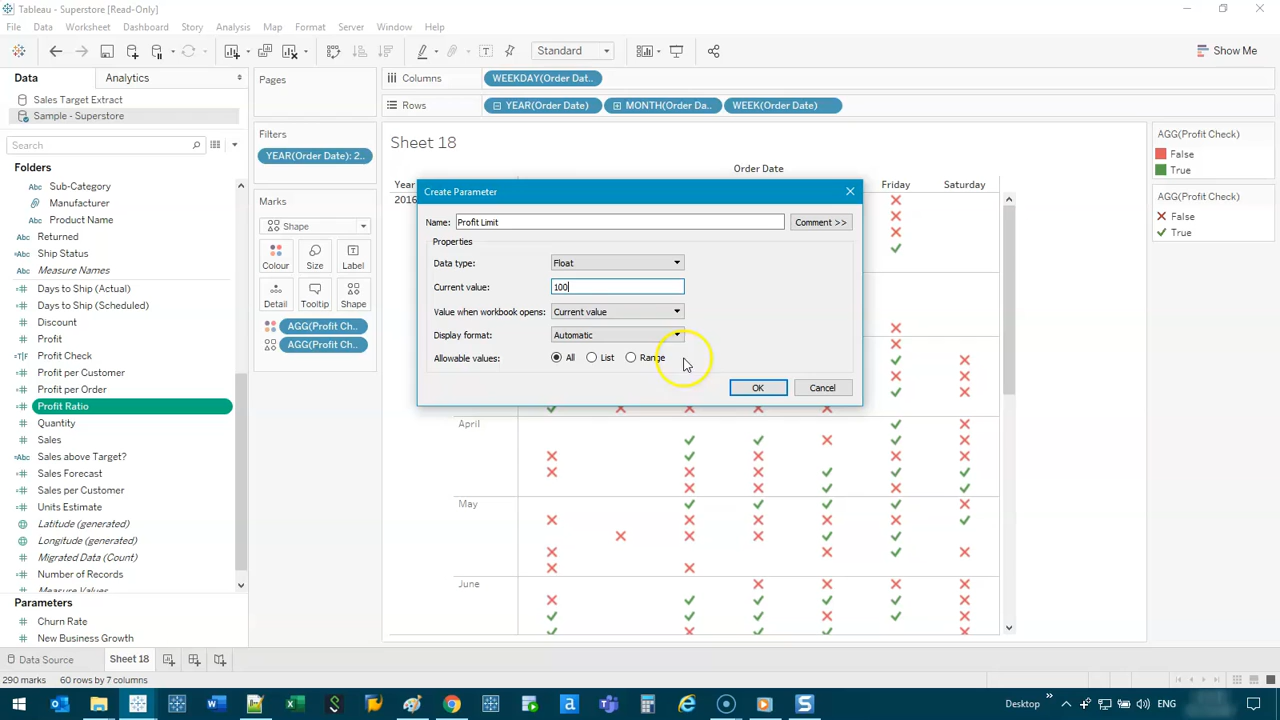 Tableau - Superstore [Read-Only]
File Data Worksheet Dashboard Story Analysis Map Format Server Window Help
Standard
Show Me
Data Analytics
Sales Target Extract
Sample - Superstore
Search
Folders
Abc Sub-Category
Manufacturer
Abc Product Name
Returned
Abc Ship Status
Abc Measure Names
Days to Ship (Actual)
Days to Ship (Scheduled)
Discount
Profit
Profit Check
Profit per Customer
Profit per Order
Profit Ratio
Quantity
Sales
Abc Sales above Target?
Sales Forecast
Sales per Customer
Units Estimate
Latitude (generated)
Longitude (generated)
Migrated Data (Count)
Number of Records
Measure Values
Parameters
Churn Rate
New Business Growth
Pages
Filters
YEAR(Order Date): 2..
Marks
Shape
Colour Size Label
Detail Tooltip Shape
AGG(Profit Ch..
AGG(Profit Ch..
Columns WEEKDAY(Order Dat..
Rows YEAR(Order Date) MONTH(Order Da.. WEEK(Order Date)
Sheet 18
Order Date
Year
Friday Saturday
2016
April
May
June
Create Parameter
Name: Profit Limit Comment >>
Properties
Data type: Float
Current value: 100
Value when workbook opens: Current value
Display format: Automatic
Allowable values: All List Range
OK Cancel
AGG(Profit Check)
False
True
AGG(Profit Check)
False
True
Data Source Sheet 18
290 marks 60 rows by 7 columns
Desktop ENG